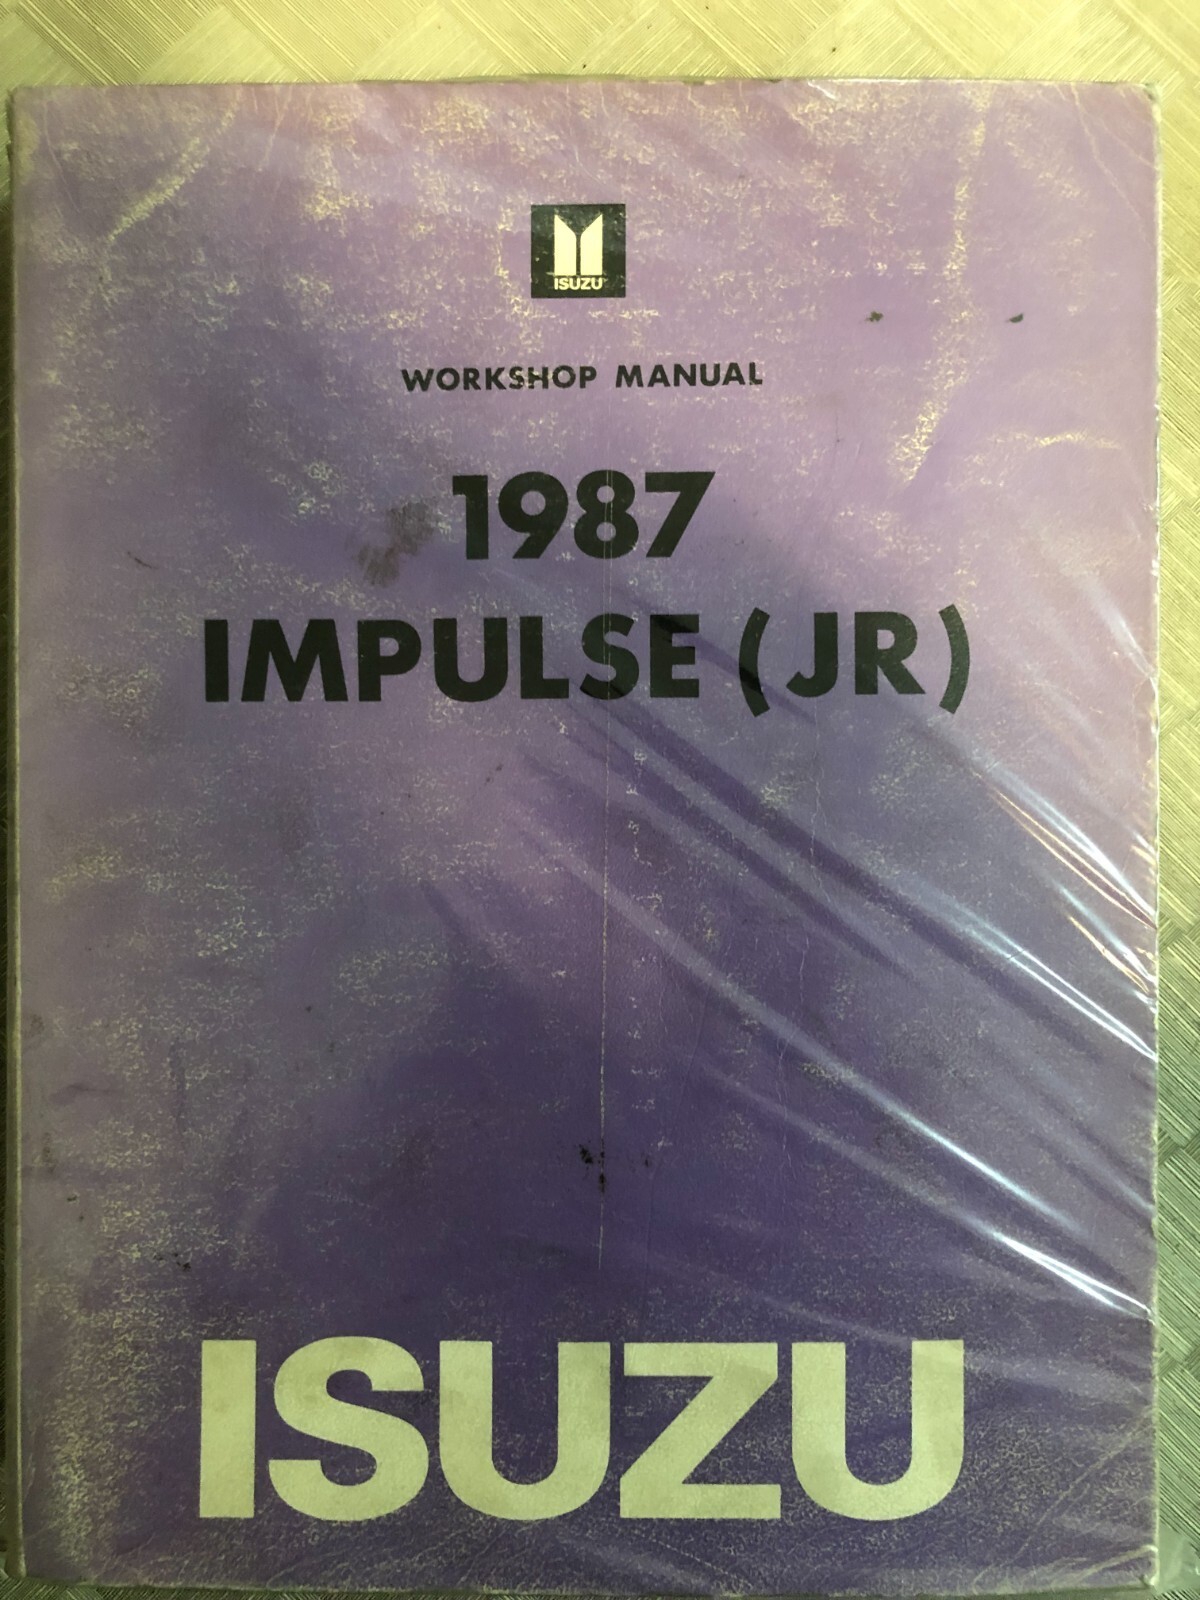 ISUZU
WORKSHOP MANUAL
1987
IMPULSE (JR)
ISUZU